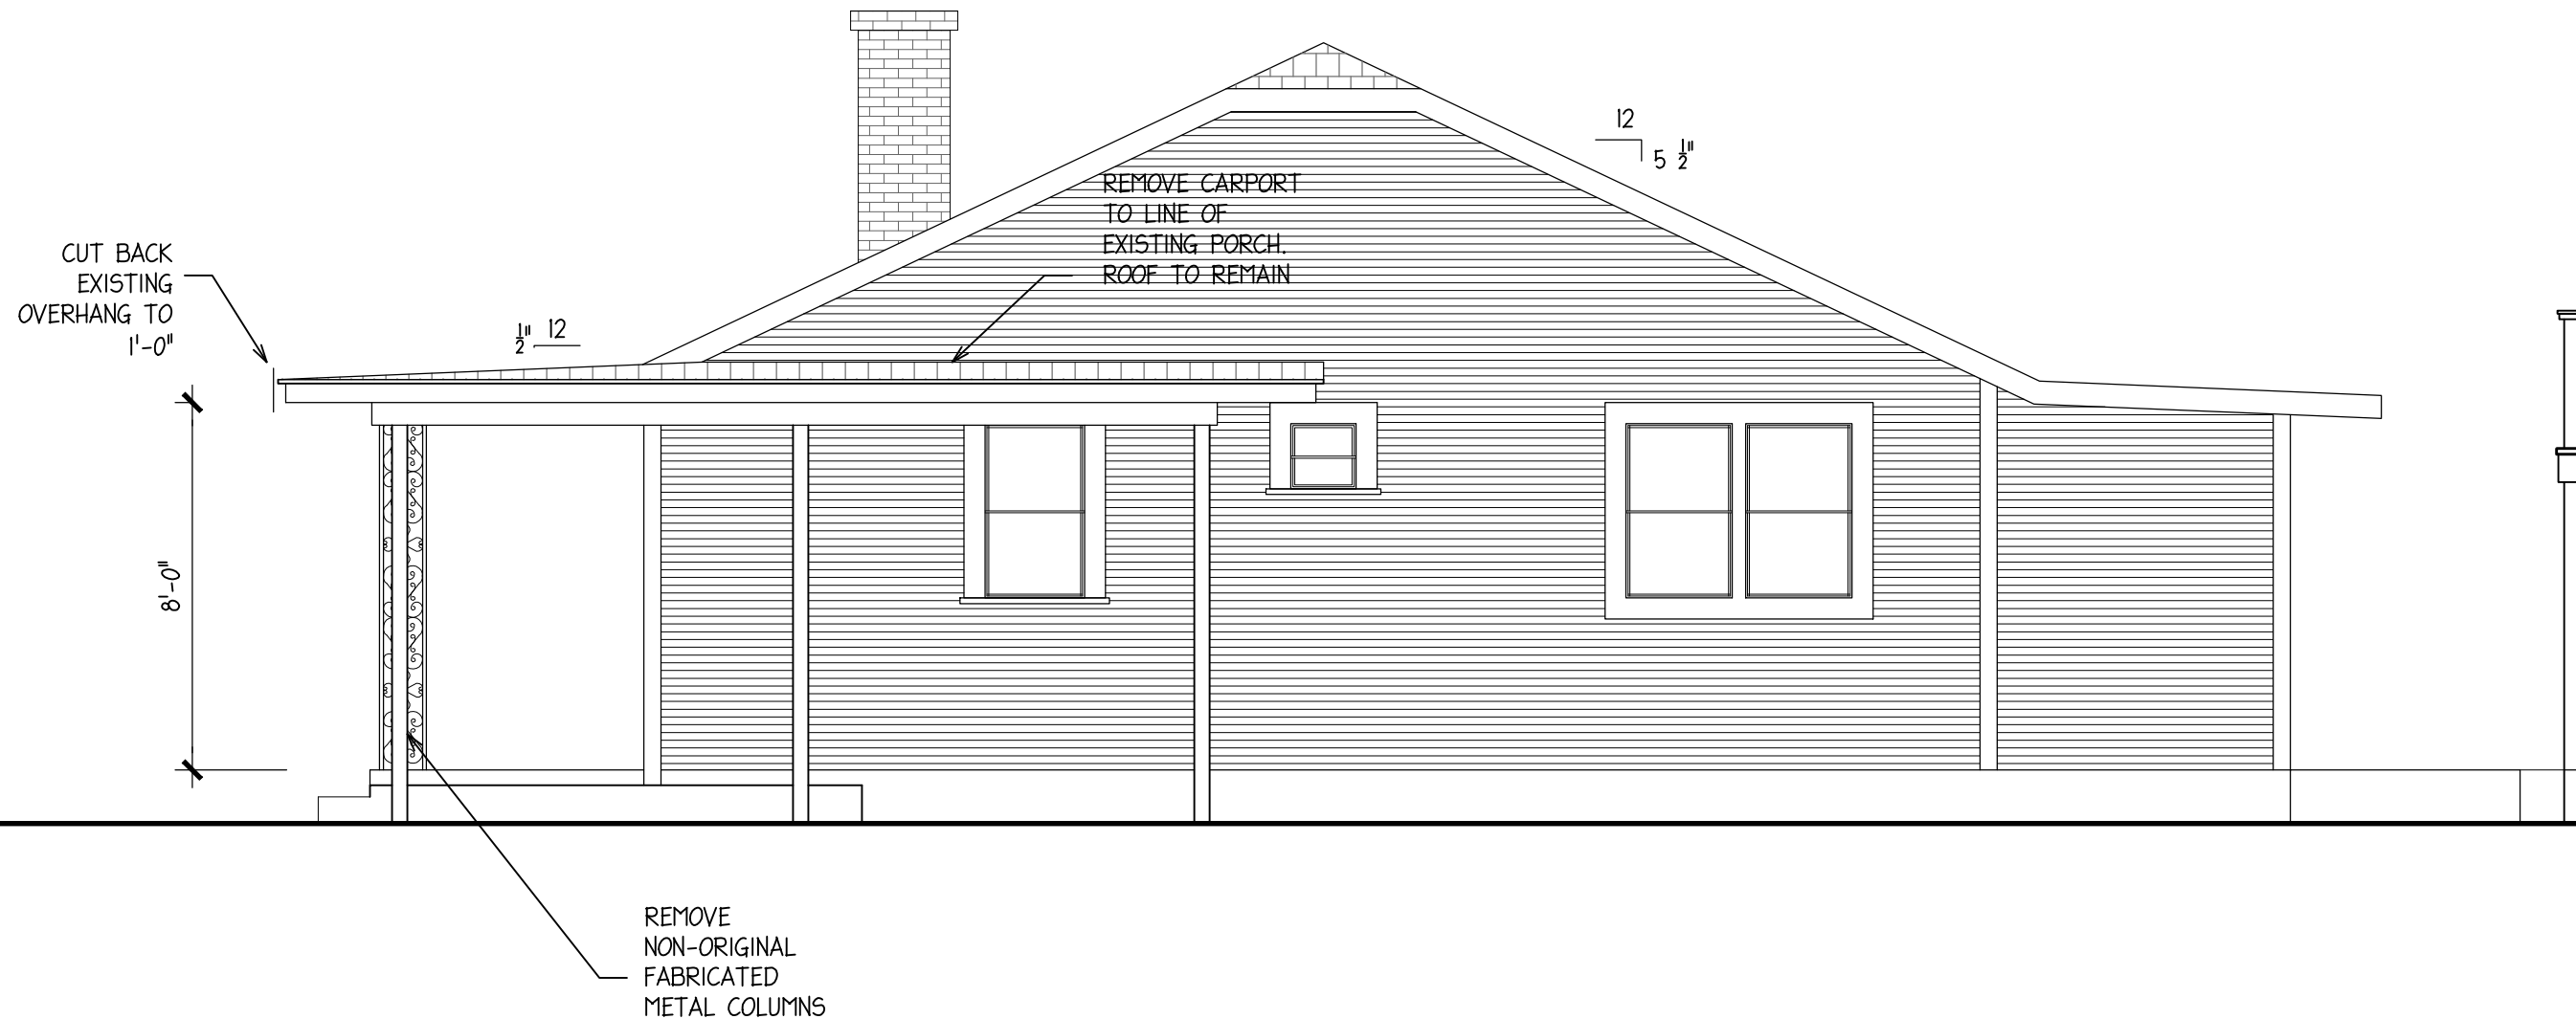 12
5 1/2"
REMOVE CARPORT
TO LINE OF
EXISTING PORCH.
ROOF TO REMAIN
CUT BACK
EXISTING
OVERHANG TO
1'-0"
1/2" 12
8'-0"
REMOVE
NON-ORIGINAL
FABRICATED
METAL COLUMNS